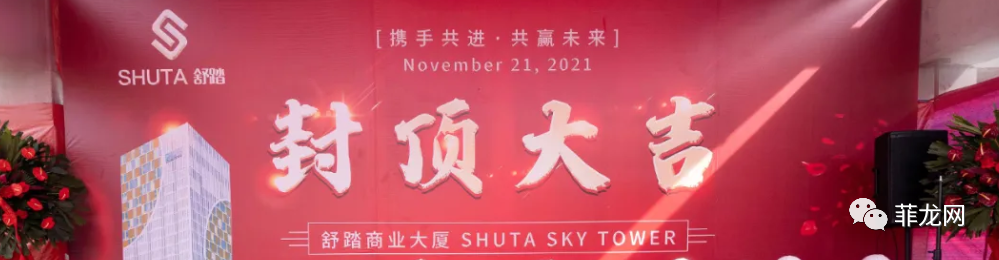 [携手共进·共赢未来]
November 21, 2021
SHUTA 舒踏
封顶大吉
舒踏商业大厦 SHUTA SKY TOWER
菲龙网